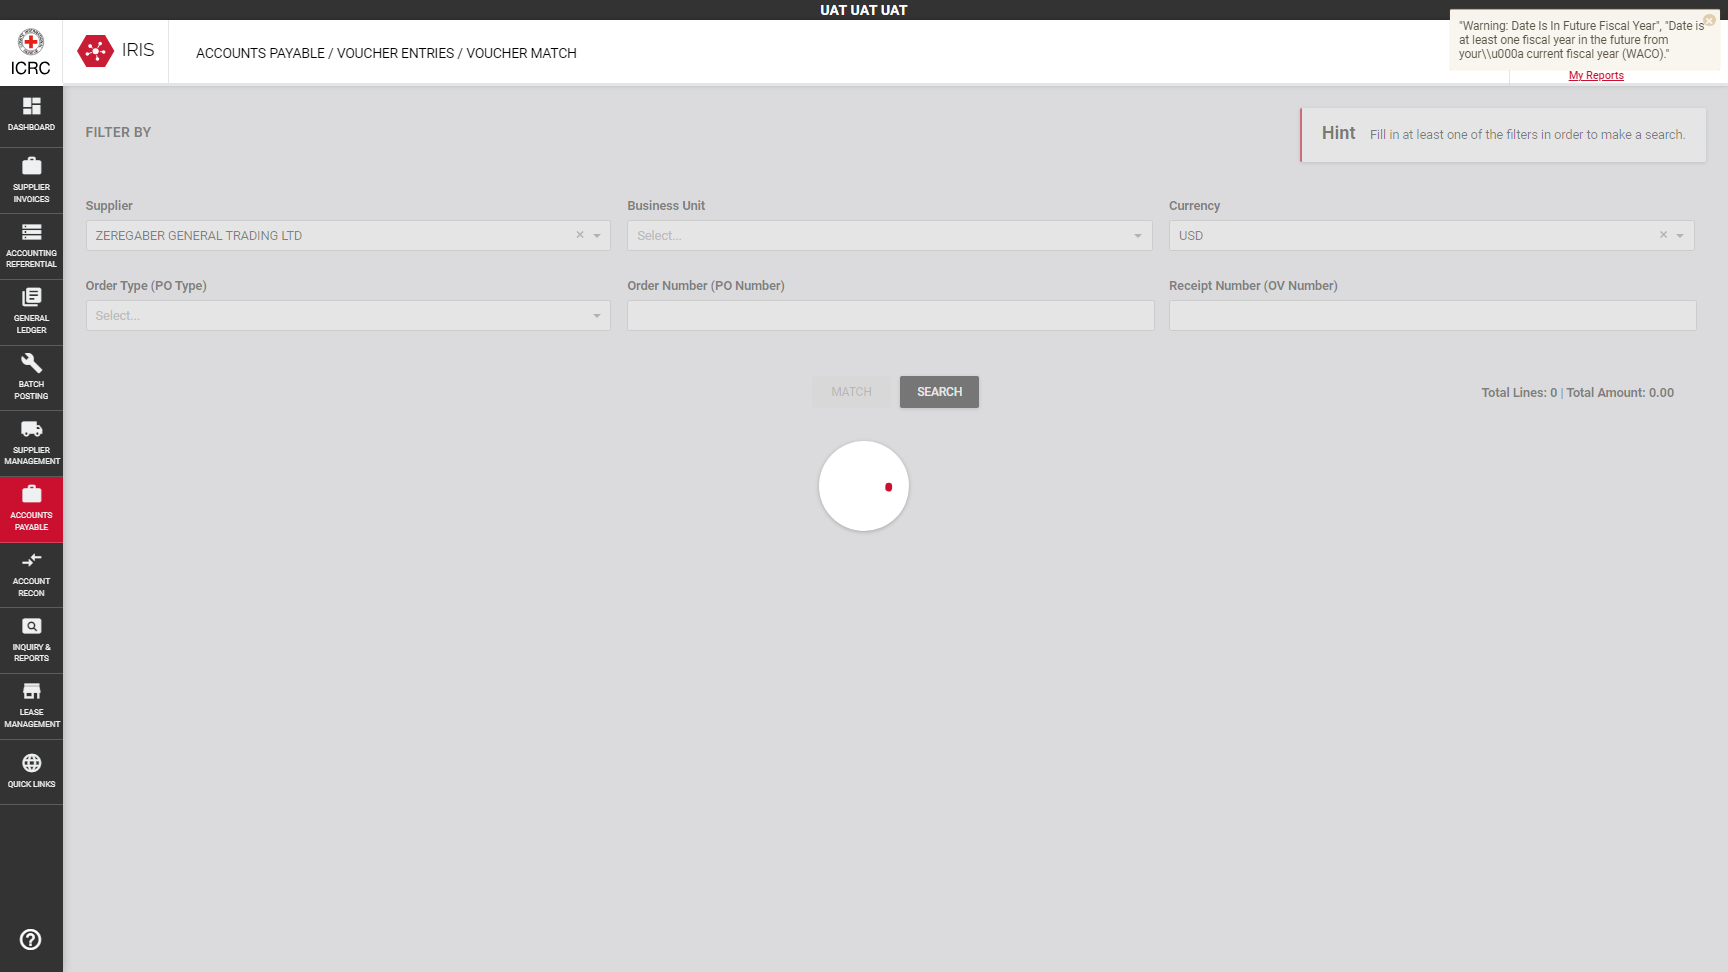 UAT UAT UAT
ICRC
IRIS
ACCOUNTS PAYABLE / VOUCHER ENTRIES / VOUCHER MATCH
"Warning: Date Is In Future Fiscal Year", "Date is
at least one fiscal year in the future from
your\\u000a current fiscal year (WACO)."
My Reports
DASHBOARD
SUPPLIER
INVOICES
ACCOUNTING
REFERENTIAL
GENERAL
LEDGER
BATCH
POSTING
SUPPLIER
MANAGEMENT
ACCOUNTS
PAYABLE
ACCOUNT
RECON
INQUIRY &
REPORTS
LEASE
MANAGEMENT
QUICK LINKS
FILTER BY
Hint Fill in at least one of the filters in order to make a search.
Supplier
ZEREGABER GENERAL TRADING LTD
Business Unit
Select...
Currency
USD
Order Type (PO Type)
Select...
Order Number (PO Number)
Receipt Number (OV Number)
MATCH
SEARCH
Total Lines: 0 | Total Amount: 0.00